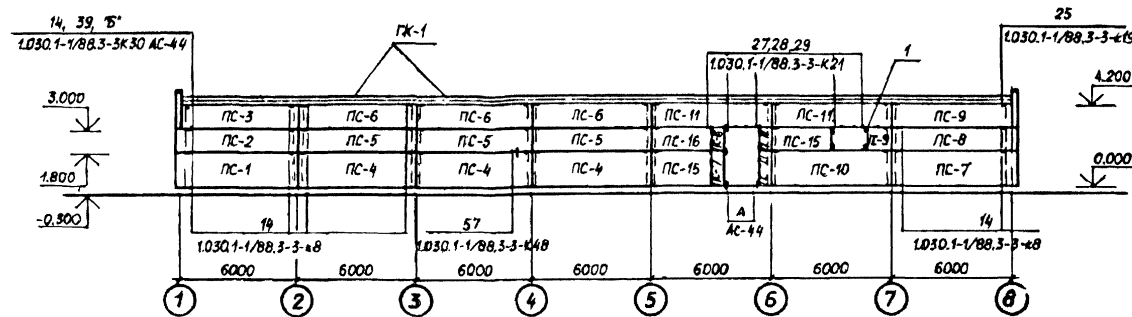 14, 39, "Б"
1.030.1-1/88.3-3К30 АС-44
ПК-1
27,28,29
1.030.1-1/88.3-3-К21
1
25
1.030.1-1/88.3-3-к19
3.000
4.200
ПС-3 ПС-6 ПС-6 ПС-6 ПС-11 ПС-11 ПС-9
ПС-2 ПС-5 ПС-5 ПС-5 ПС-16 ПС-15 ПС-8
ПС-1 ПС-4 ПС-4 ПС-4 ПС-15 ПС-10 ПС-7
1.800
0.000
-0.300
14
1.030.1-1/88.3-3-к8
57
1.030.1-1/88.3-3-К48
А
АС-44
14
1.030.1-1/88.3-3-к8
6000 6000 6000 6000 6000 6000 6000
1 2 3 4 5 6 7 8